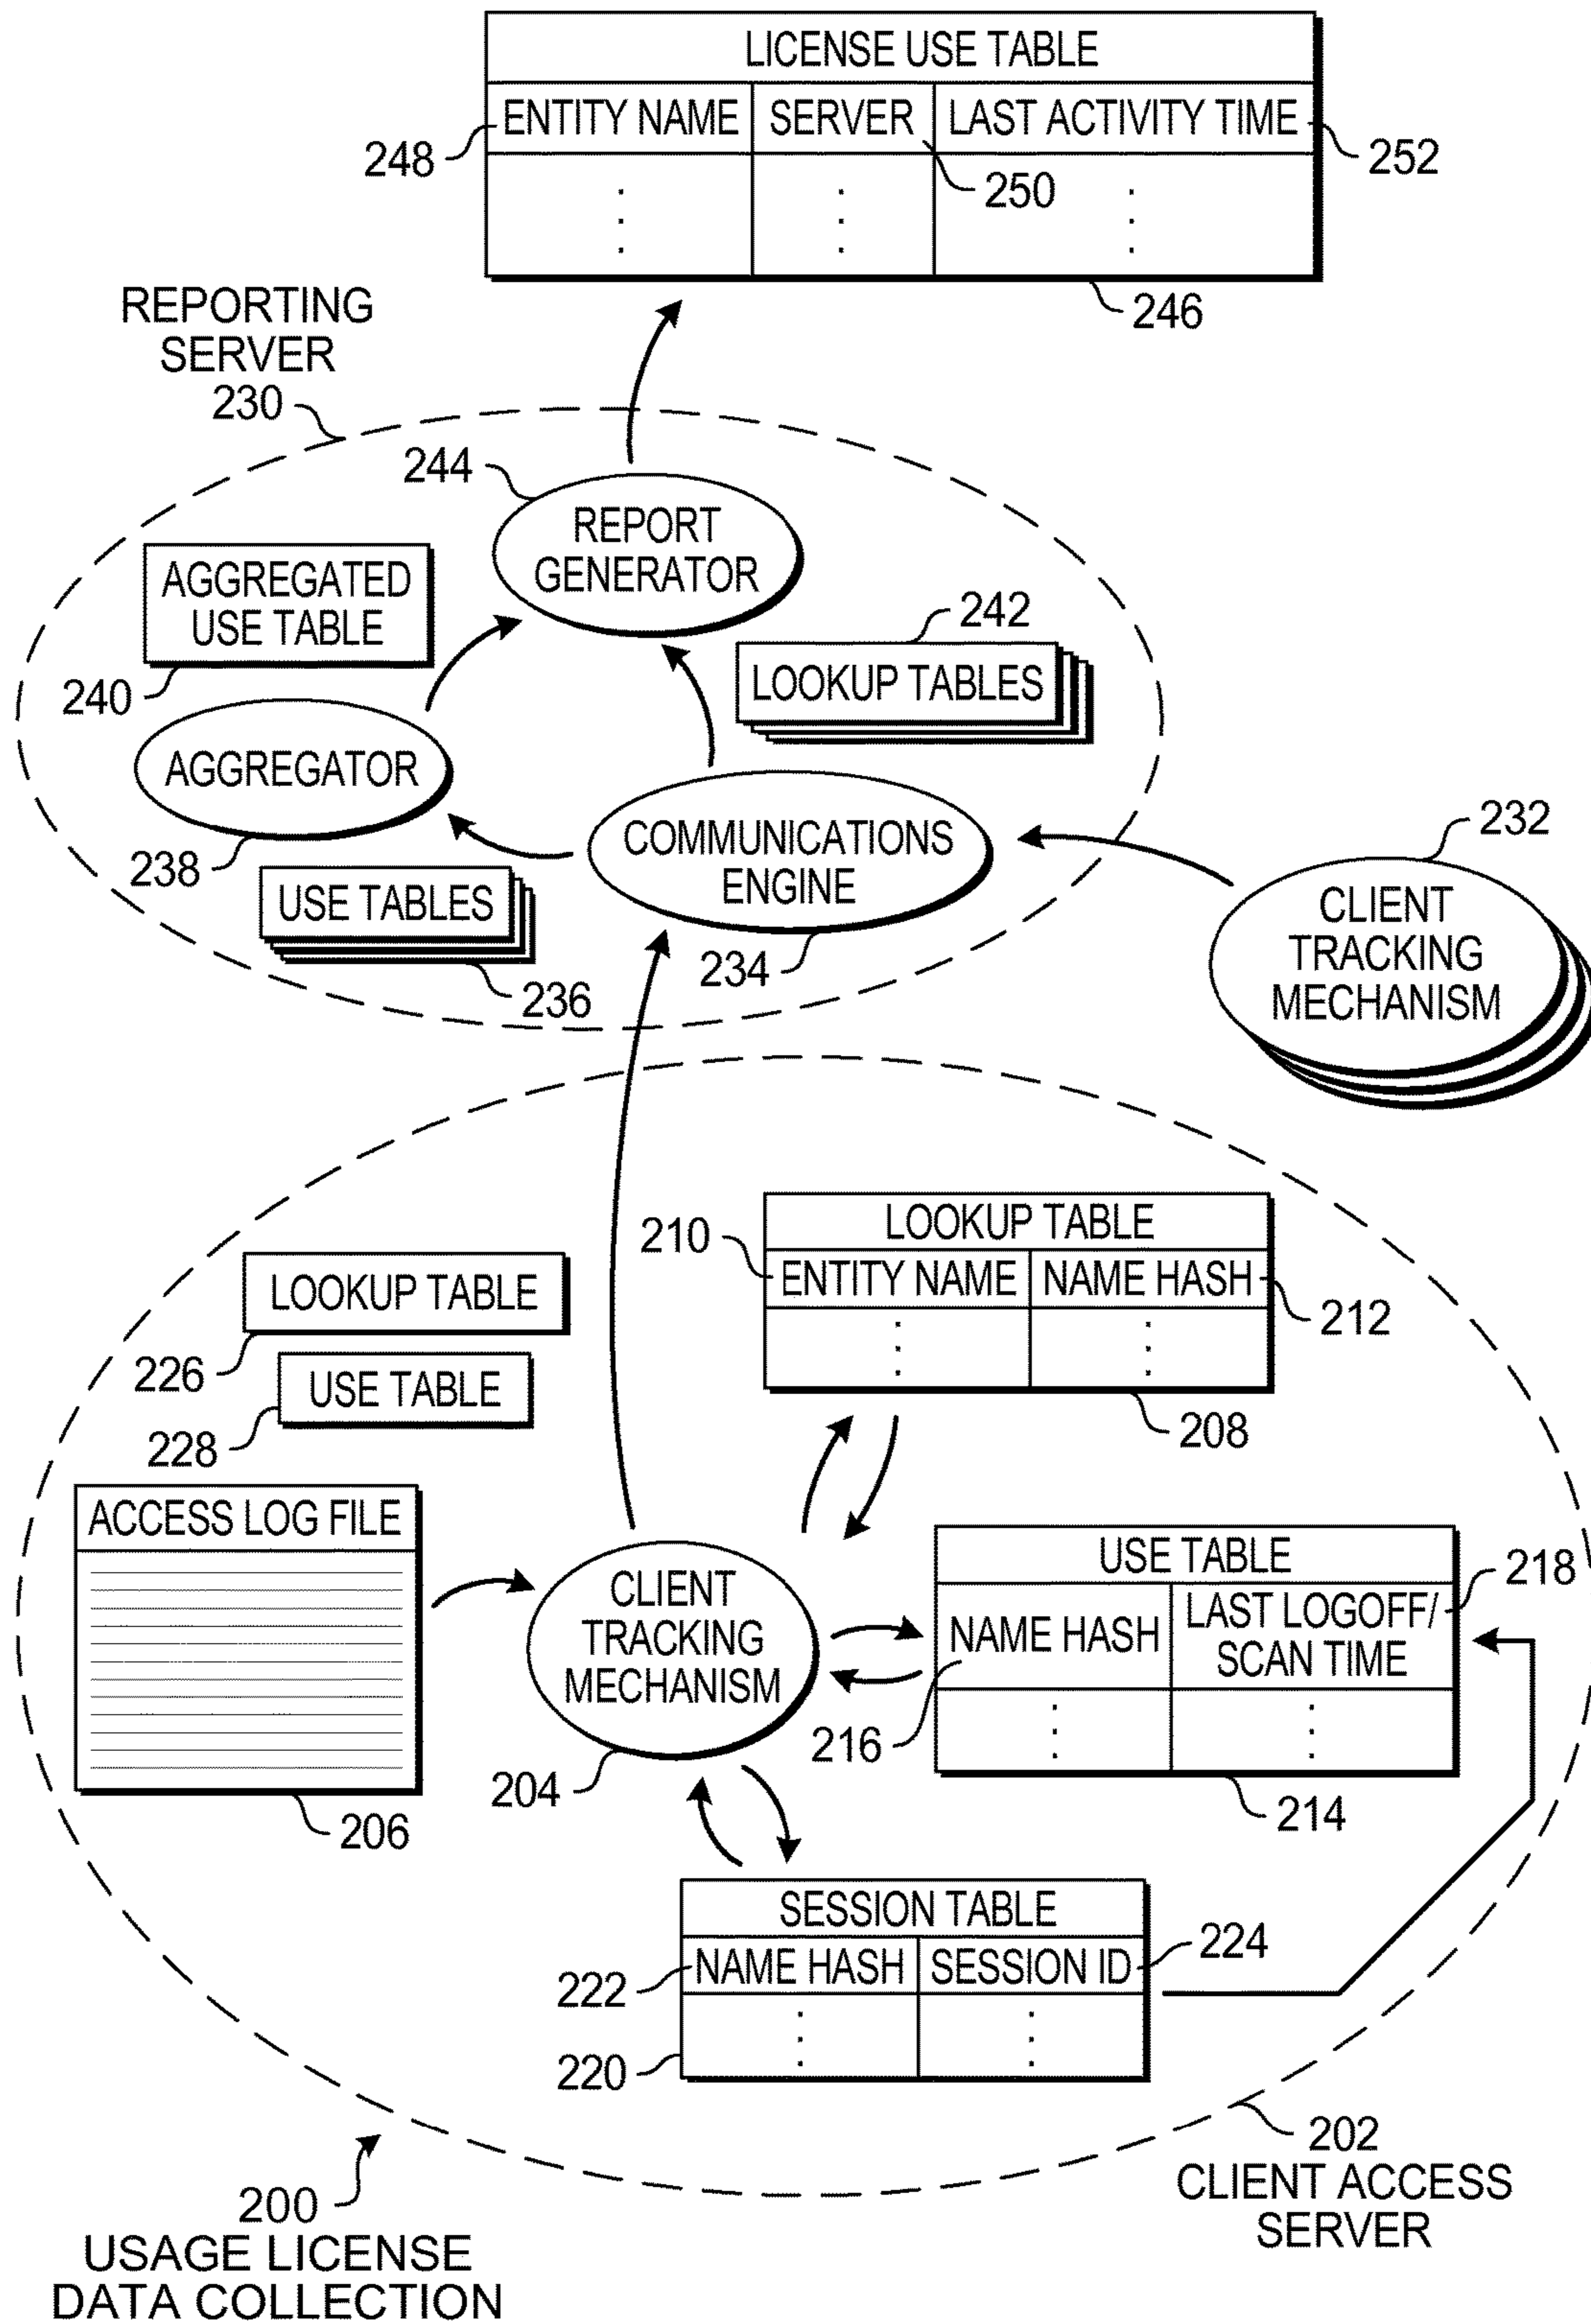 LICENSE USE TABLE
ENTITY NAME SERVER LAST ACTIVITY TIME
248
250
252
246
REPORTING
SERVER
230
244
REPORT
GENERATOR
AGGREGATED
USE TABLE
240
242
LOOKUP TABLES
AGGREGATOR
238
COMMUNICATIONS
ENGINE
234
USE TABLES
236
232
CLIENT
TRACKING
MECHANISM
210
LOOKUP TABLE
ENTITY NAME NAME HASH
212
208
LOOKUP TABLE
226
USE TABLE
228
ACCESS LOG FILE
206
CLIENT
TRACKING
MECHANISM
204
USE TABLE
218
NAME HASH
LAST LOGOFF/
SCAN TIME
216
214
SESSION TABLE
NAME HASH SESSION ID
222
224
220
202
CLIENT ACCESS
SERVER
200
USAGE LICENSE
DATA COLLECTION